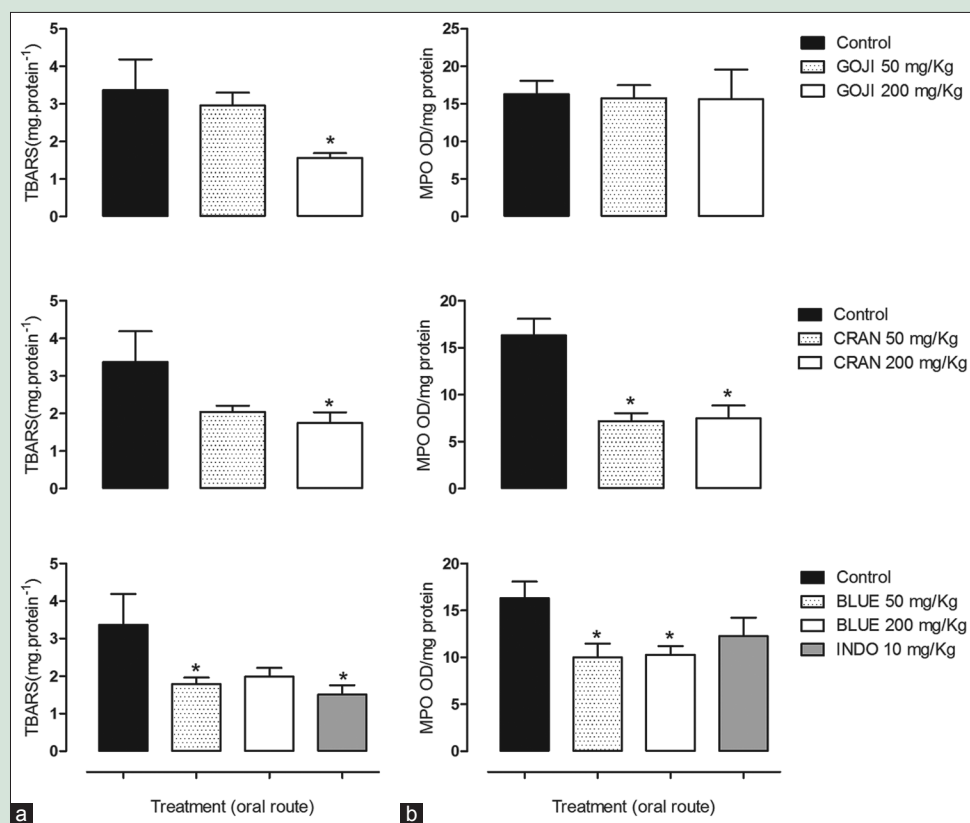 TBARS(mg.protein-1)
5
4
3
2
1
0
*
MPO OD/mg protein
25
20
15
10
5
0
Control
GOJI 50 mg/Kg
GOJI 200 mg/Kg
TBARS(mg.protein-1)
5
4
3
2
1
0
*
MPO OD/mg protein
20
15
10
5
0
*
*
Control
CRAN 50 mg/Kg
CRAN 200 mg/Kg
TBARS(mg.protein-1)
5
4
3
2
1
0
*
*
MPO OD/mg protein
20
15
10
5
0
*
*
Control
BLUE 50 mg/Kg
BLUE 200 mg/Kg
INDO 10 mg/Kg
Treatment (oral route)
Treatment (oral route)
a
b